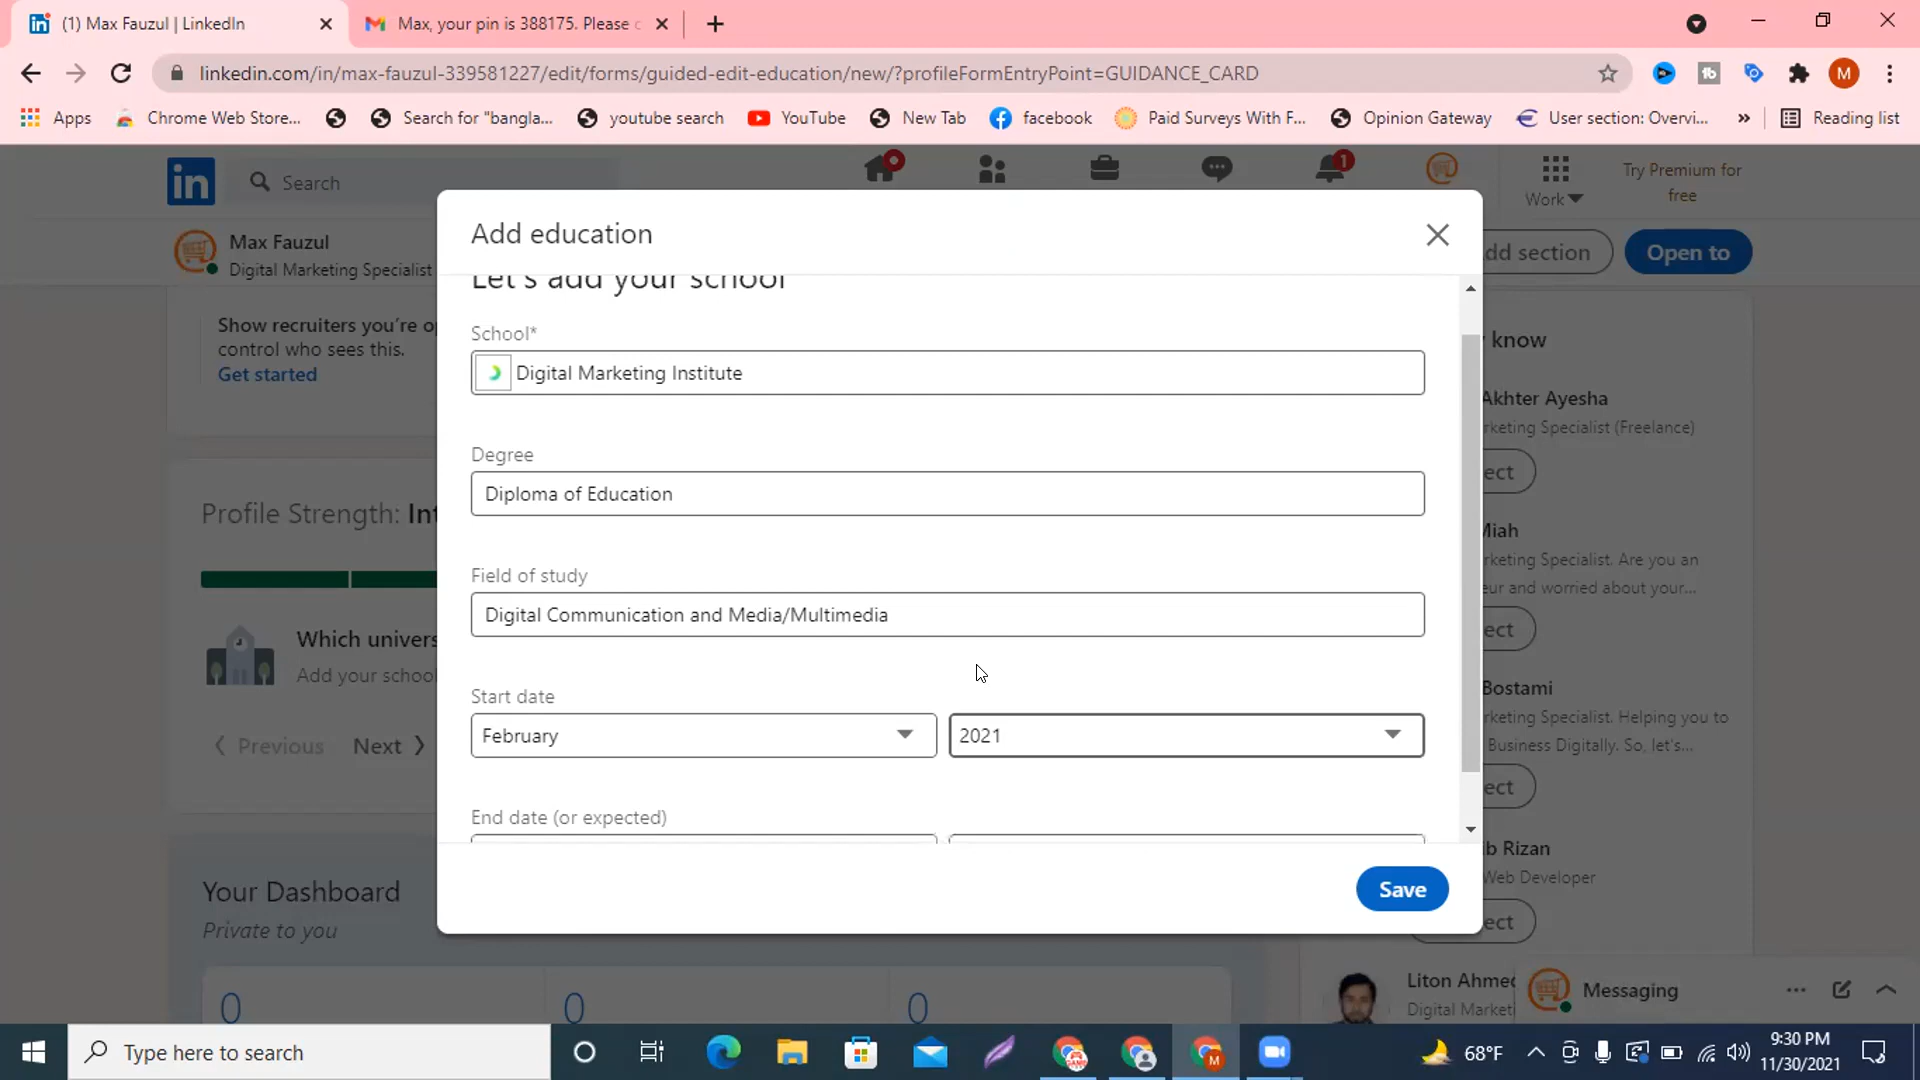 (1) Max Fauzul | LinkedIn
Max, your pin is 388175. Please c
linkedin.com/in/max-fauzul-339581227/edit/forms/guided-edit-education/new/?profileFormEntryPoint=GUIDANCE_CARD
M
Apps
Chrome Web Store...
Search for "bangla...
youtube search
YouTube
New Tab
facebook
Paid Surveys With F...
Opinion Gateway
User section: Overvi...
»
Reading list
in
Search
1
Work
Try Premium for
free
Max Fauzul
Digital Marketing Specialist
dd section
Open to
Add education
Let's add your school
School*
Digital Marketing Institute
Degree
Diploma of Education
Field of study
Digital Communication and Media/Multimedia
Start date
February
2021
End date (or expected)
Save
Show recruiters you're o
control who sees this.
Get started
Profile Strength: Int
Which univers
Add your school
Previous
Next
Your Dashboard
Private to you
0
0
0
know
Akhter Ayesha
rketing Specialist (Freelance)
ect
Miah
rketing Specialist. Are you an
eur and worried about your...
ect
Bostami
rketing Specialist. Helping you to
Business Digitally. So, let's...
ect
b Rizan
Web Developer
ect
Liton Ahmed
Digital Marketi
Messaging
Type here to search
68°F
9:30 PM
11/30/2021